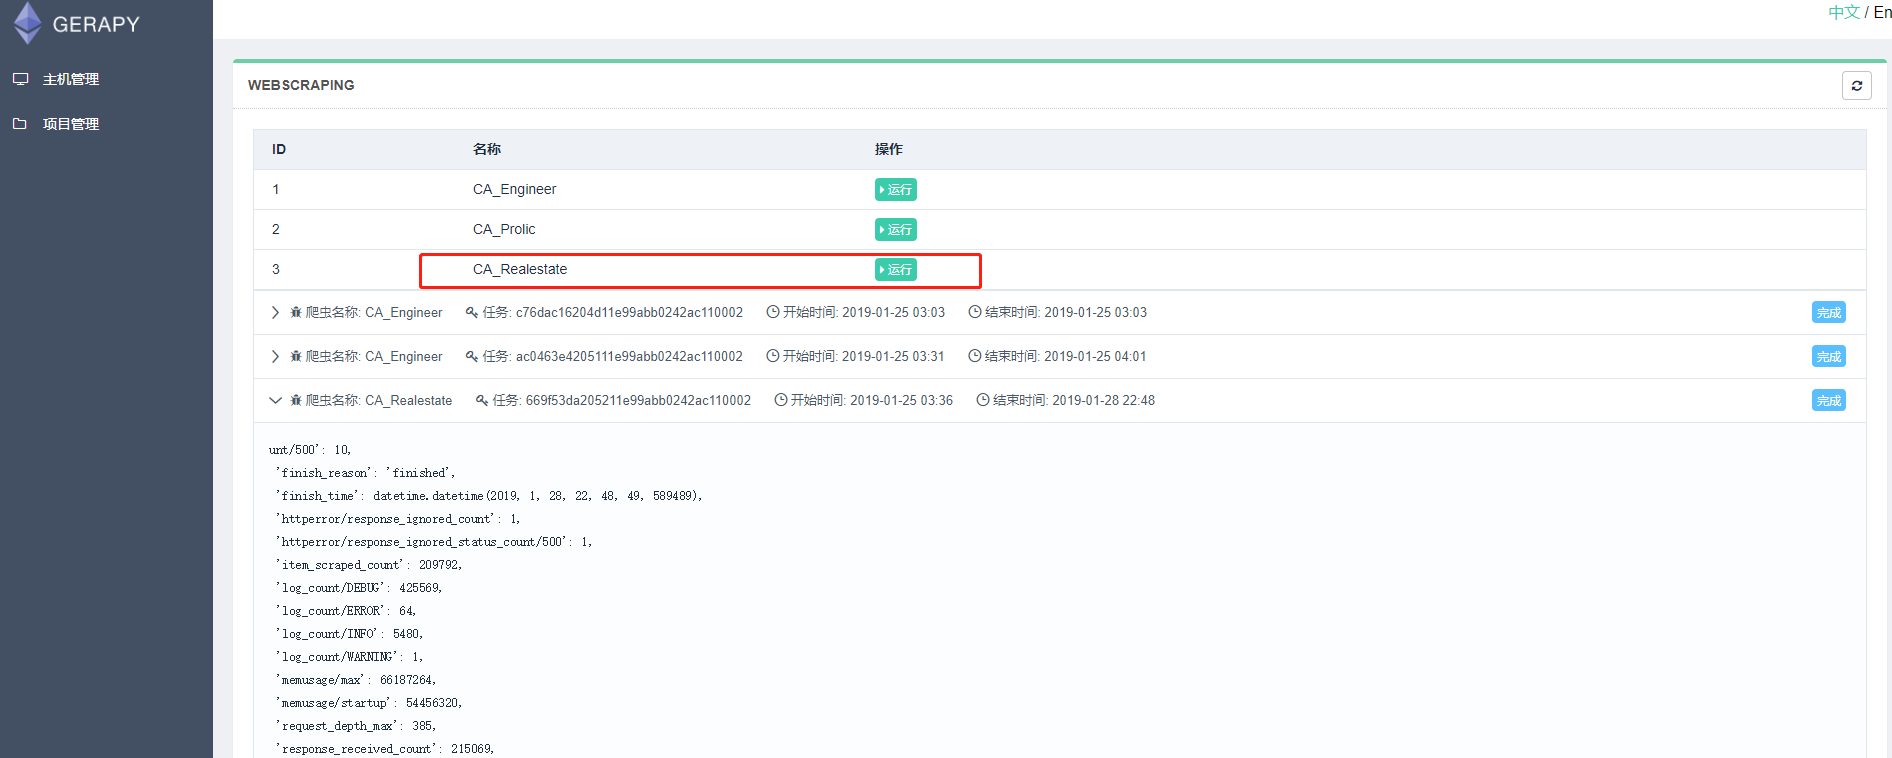 GERAPY
中文 / En
主机管理
项目管理
WEBSCRAPING
ID 名称 操作
1 CA_Engineer 运行
2 CA_Prolic 运行
3 CA_Realestate 运行
爬虫名称: CA_Engineer 任务: c76dac16204d11e99abb0242ac110002 开始时间: 2019-01-25 03:03 结束时间: 2019-01-25 03:03 完成
爬虫名称: CA_Engineer 任务: ac0463e4205111e99abb0242ac110002 开始时间: 2019-01-25 03:31 结束时间: 2019-01-25 04:01 完成
爬虫名称: CA_Realestate 任务: 669f53da205211e99abb0242ac110002 开始时间: 2019-01-25 03:36 结束时间: 2019-01-28 22:48 完成
unt/500': 10,
'finish_reason': 'finished',
'finish_time': datetime.datetime(2019, 1, 28, 22, 48, 49, 589489),
'httperror/response_ignored_count': 1,
'httperror/response_ignored_status_count/500': 1,
'item_scraped_count': 209792,
'log_count/DEBUG': 425569,
'log_count/ERROR': 64,
'log_count/INFO': 5480,
'log_count/WARNING': 1,
'memusage/max': 66187264,
'memusage/startup': 54456320,
'request_depth_max': 385,
'response_received_count': 215069,